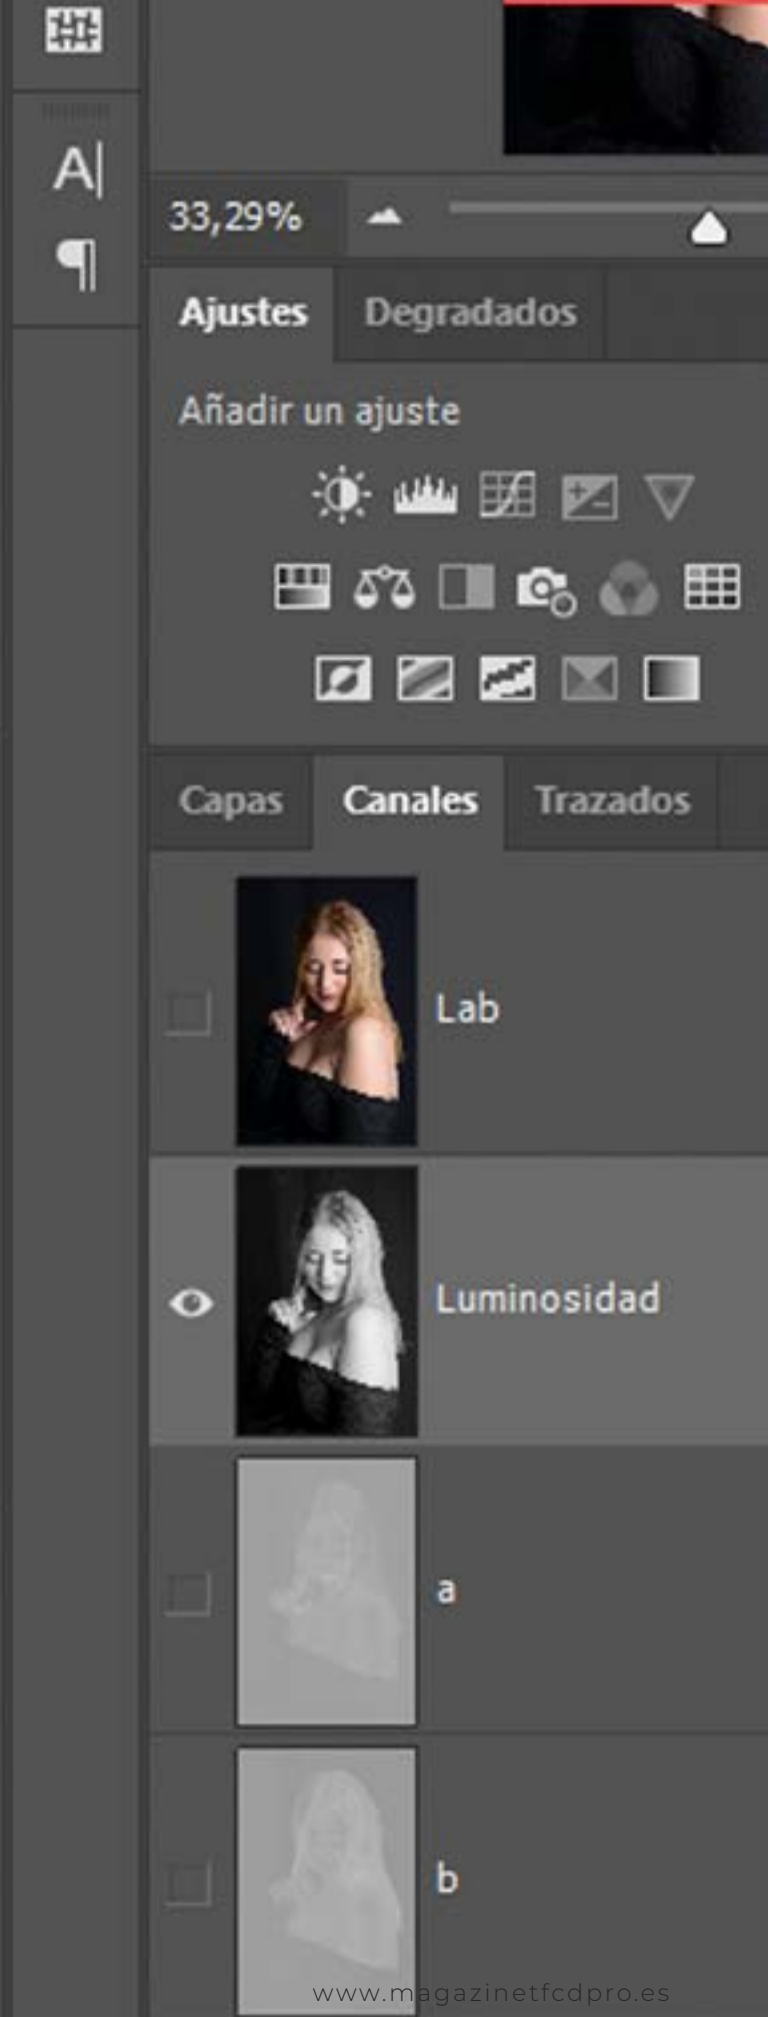 A|
¶
33,29%
Ajustes Degradados
Añadir un ajuste
Capas Canales Trazados
Lab
Luminosidad
a
b
www.magazinetfcdpro.es